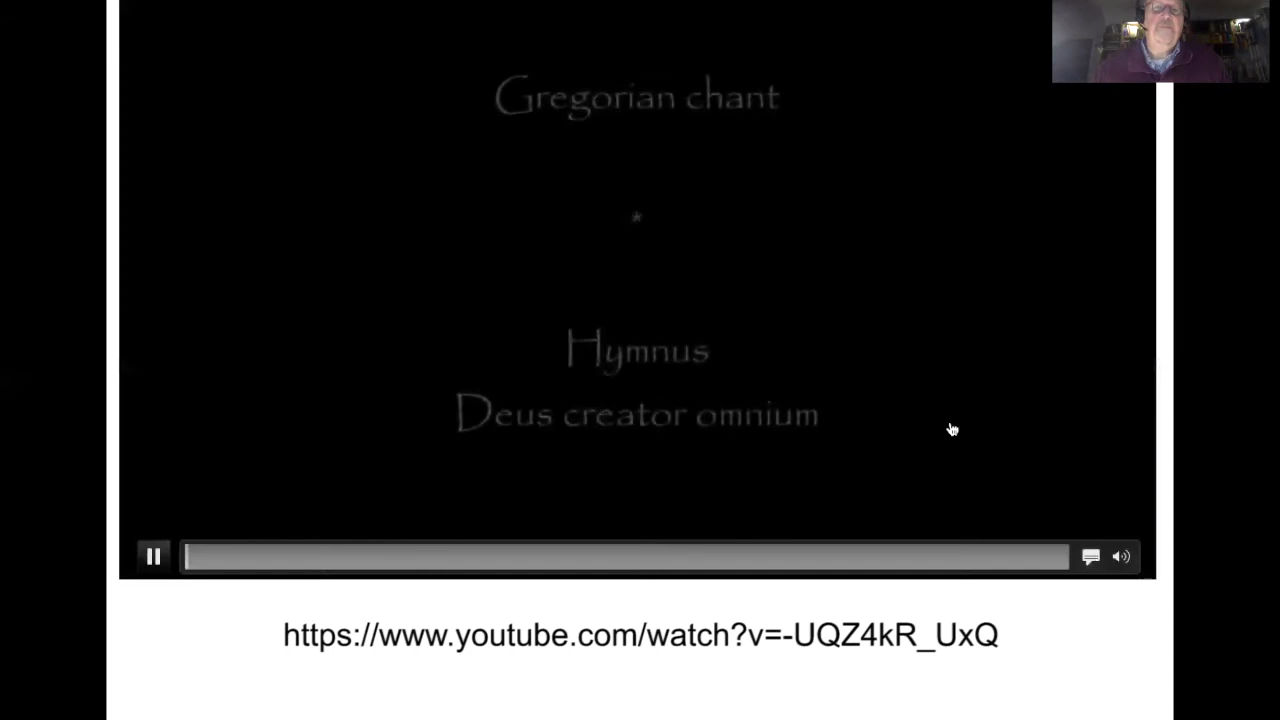 Gregorian chant
*
Hymnus
Deus creator omnium
https://www.youtube.com/watch?v=-UQZ4kR_UxQ